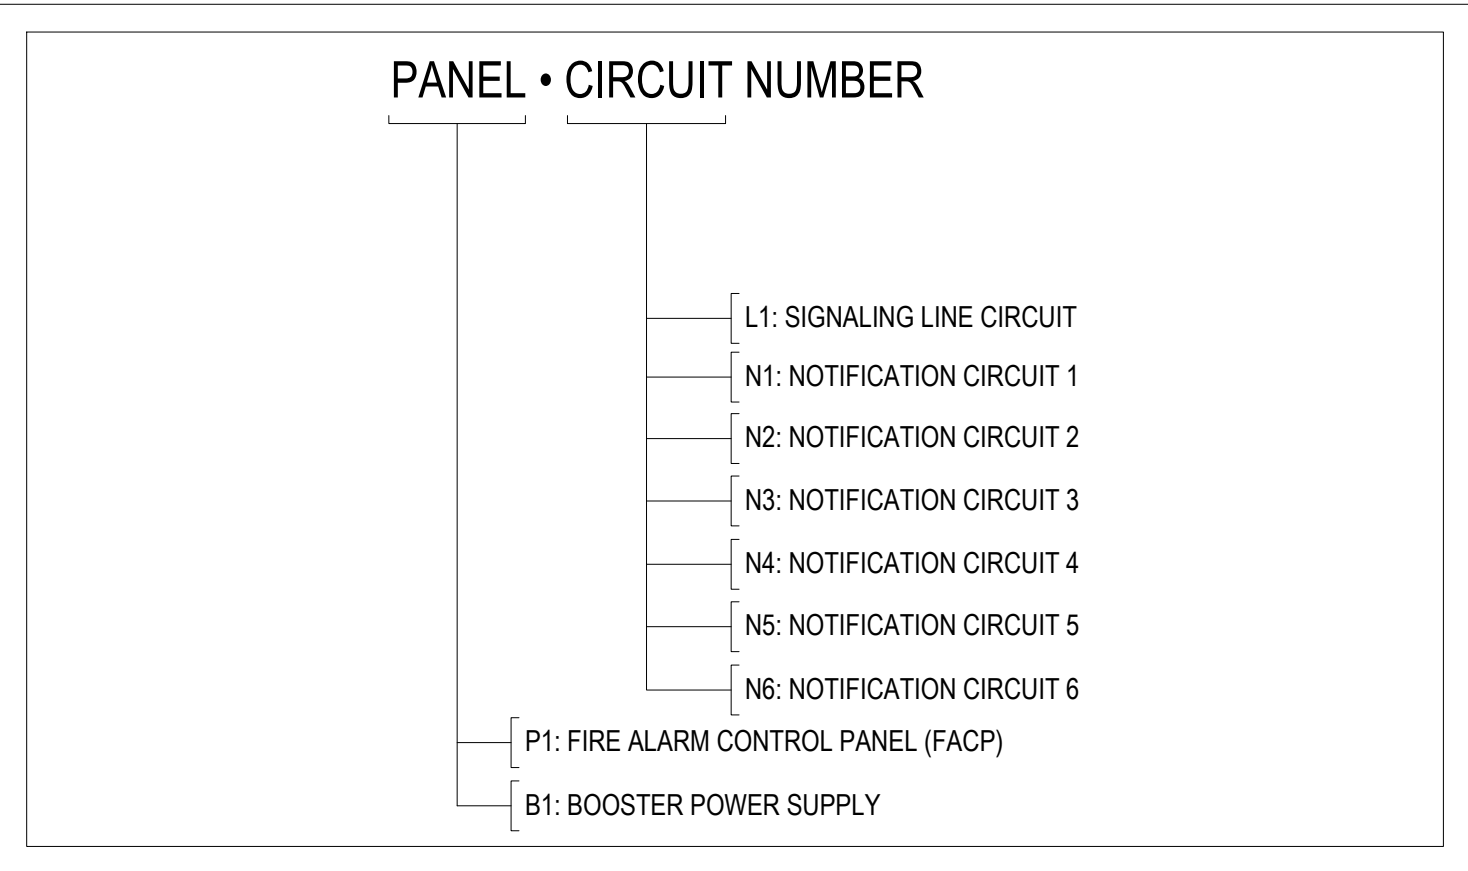 PANEL • CIRCUIT NUMBER
L1: SIGNALING LINE CIRCUIT
N1: NOTIFICATION CIRCUIT 1
N2: NOTIFICATION CIRCUIT 2
N3: NOTIFICATION CIRCUIT 3
N4: NOTIFICATION CIRCUIT 4
N5: NOTIFICATION CIRCUIT 5
N6: NOTIFICATION CIRCUIT 6
P1: FIRE ALARM CONTROL PANEL (FACP)
B1: BOOSTER POWER SUPPLY